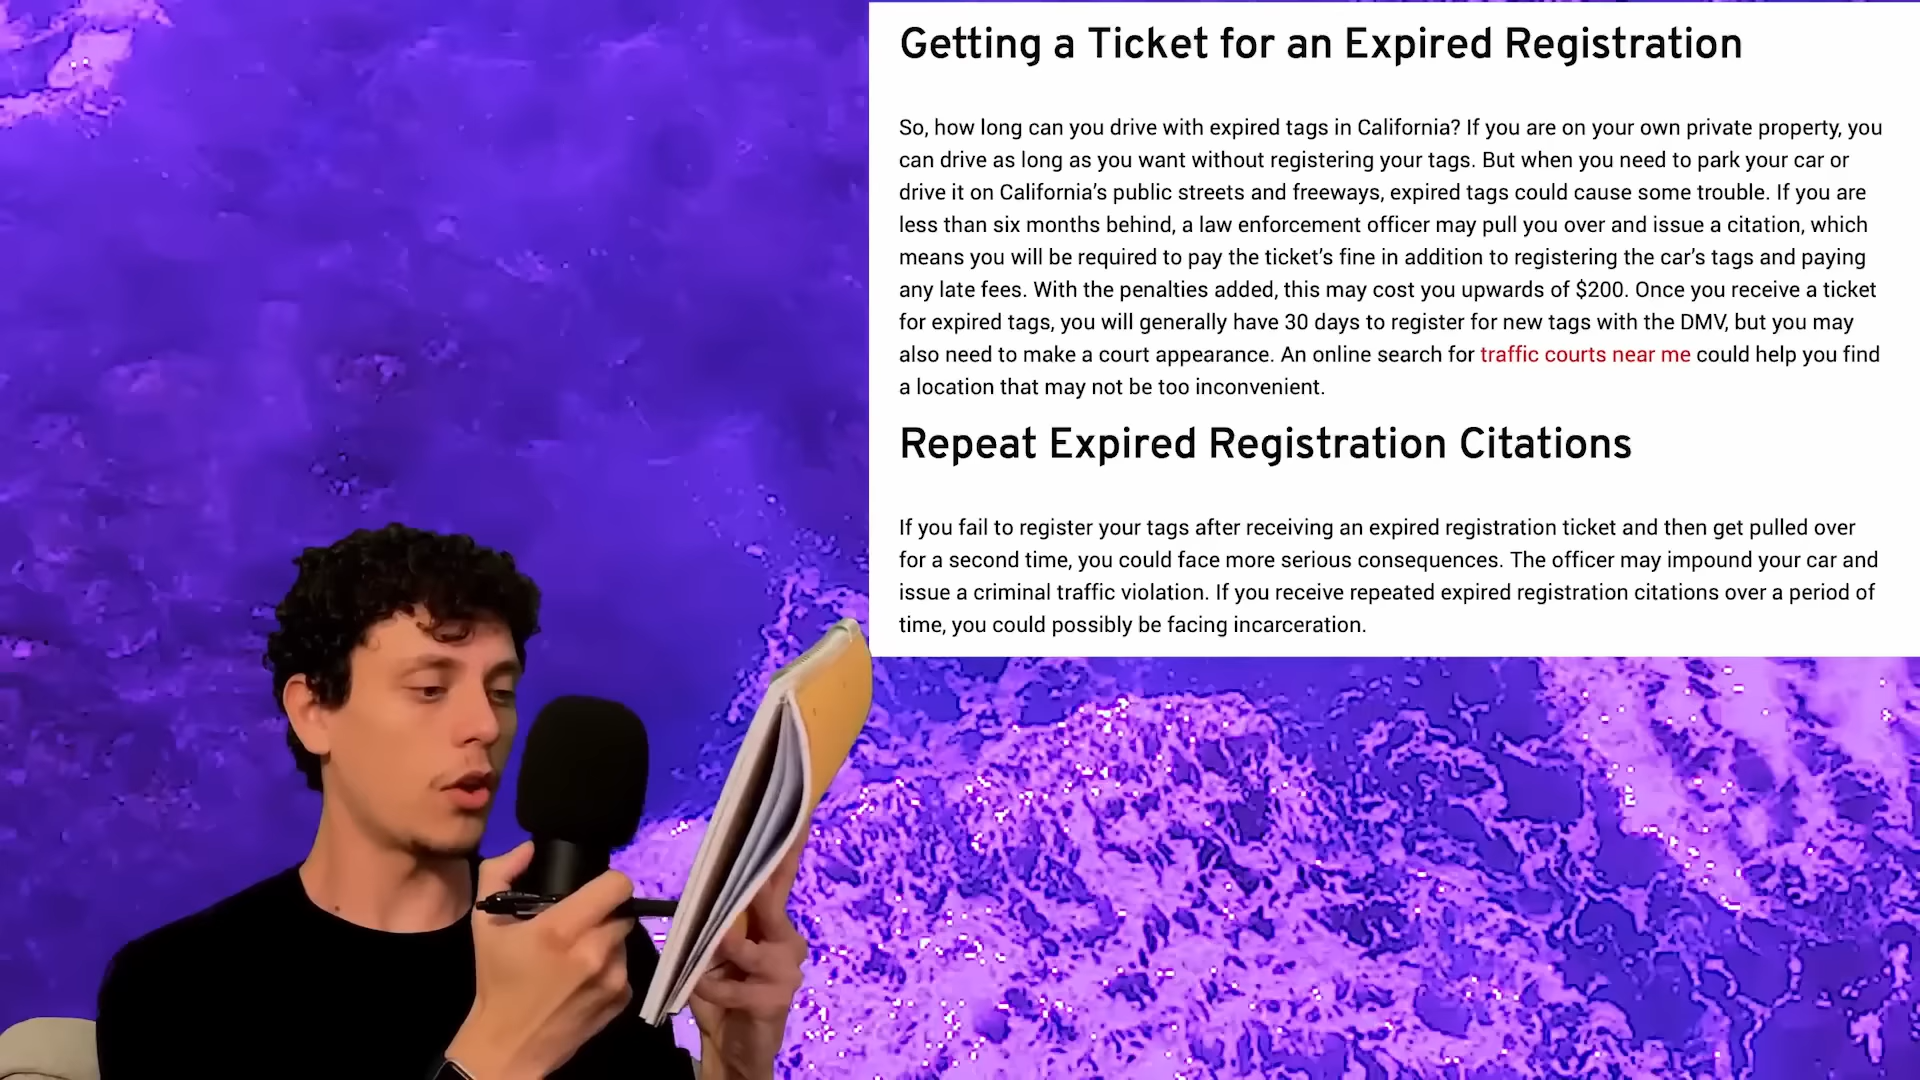 Getting a Ticket for an Expired Registration
So, how long can you drive with expired tags in California? If you are on your own private property, you
can drive as long as you want without registering your tags. But when you need to park your car or
drive it on California’s public streets and freeways, expired tags could cause some trouble. If you are
less than six months behind, a law enforcement officer may pull you over and issue a citation, which
means you will be required to pay the ticket’s fine in addition to registering the car’s tags and paying
any late fees. With the penalties added, this may cost you upwards of $200. Once you receive a ticket
for expired tags, you will generally have 30 days to register for new tags with the DMV, but you may
also need to make a court appearance. An online search for traffic courts near me could help you find
a location that may not be too inconvenient.
Repeat Expired Registration Citations
If you fail to register your tags after receiving an expired registration ticket and then get pulled over
for a second time, you could face more serious consequences. The officer may impound your car and
issue a criminal traffic violation. If you receive repeated expired registration citations over a period of
time, you could possibly be facing incarceration.